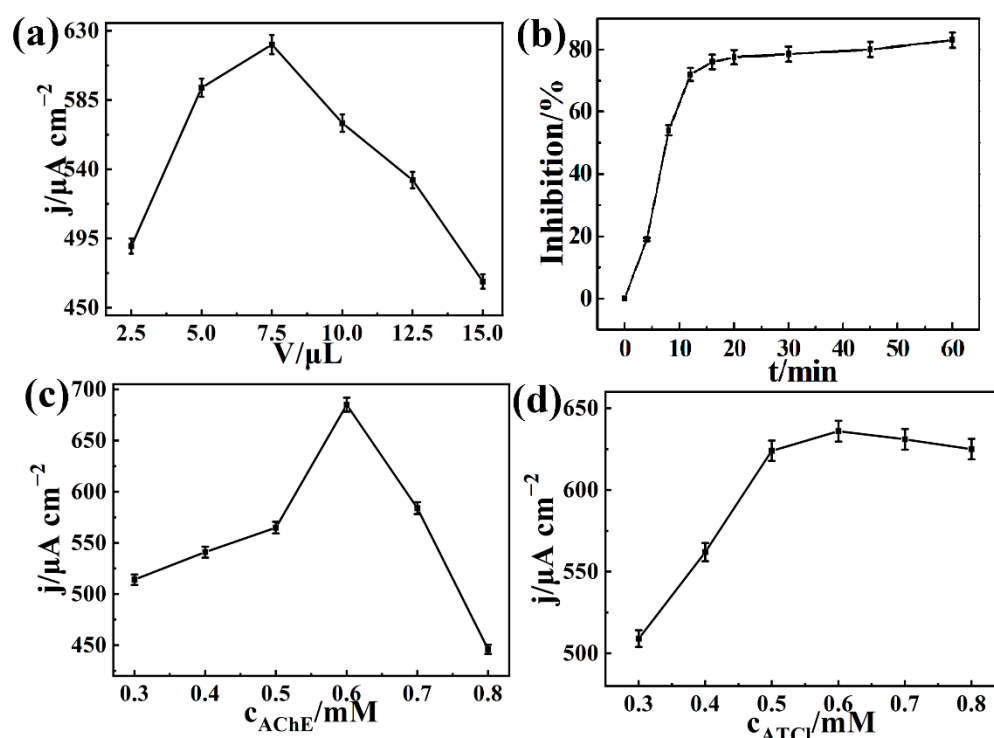 (a)
630
585
540
495
450
j/μA cm⁻²
2.5 5.0 7.5 10.0 12.5 15.0
V/μL
(b)
80
60
40
20
0
Inhibition/%
0 10 20 30 40 50 60
t/min
(c)
700
650
600
550
500
450
j/μA cm⁻²
0.3 0.4 0.5 0.6 0.7 0.8
c_AChE/mM
(d)
650
600
550
500
j/μA cm⁻²
0.3 0.4 0.5 0.6 0.7 0.8
c_ATCl/mM